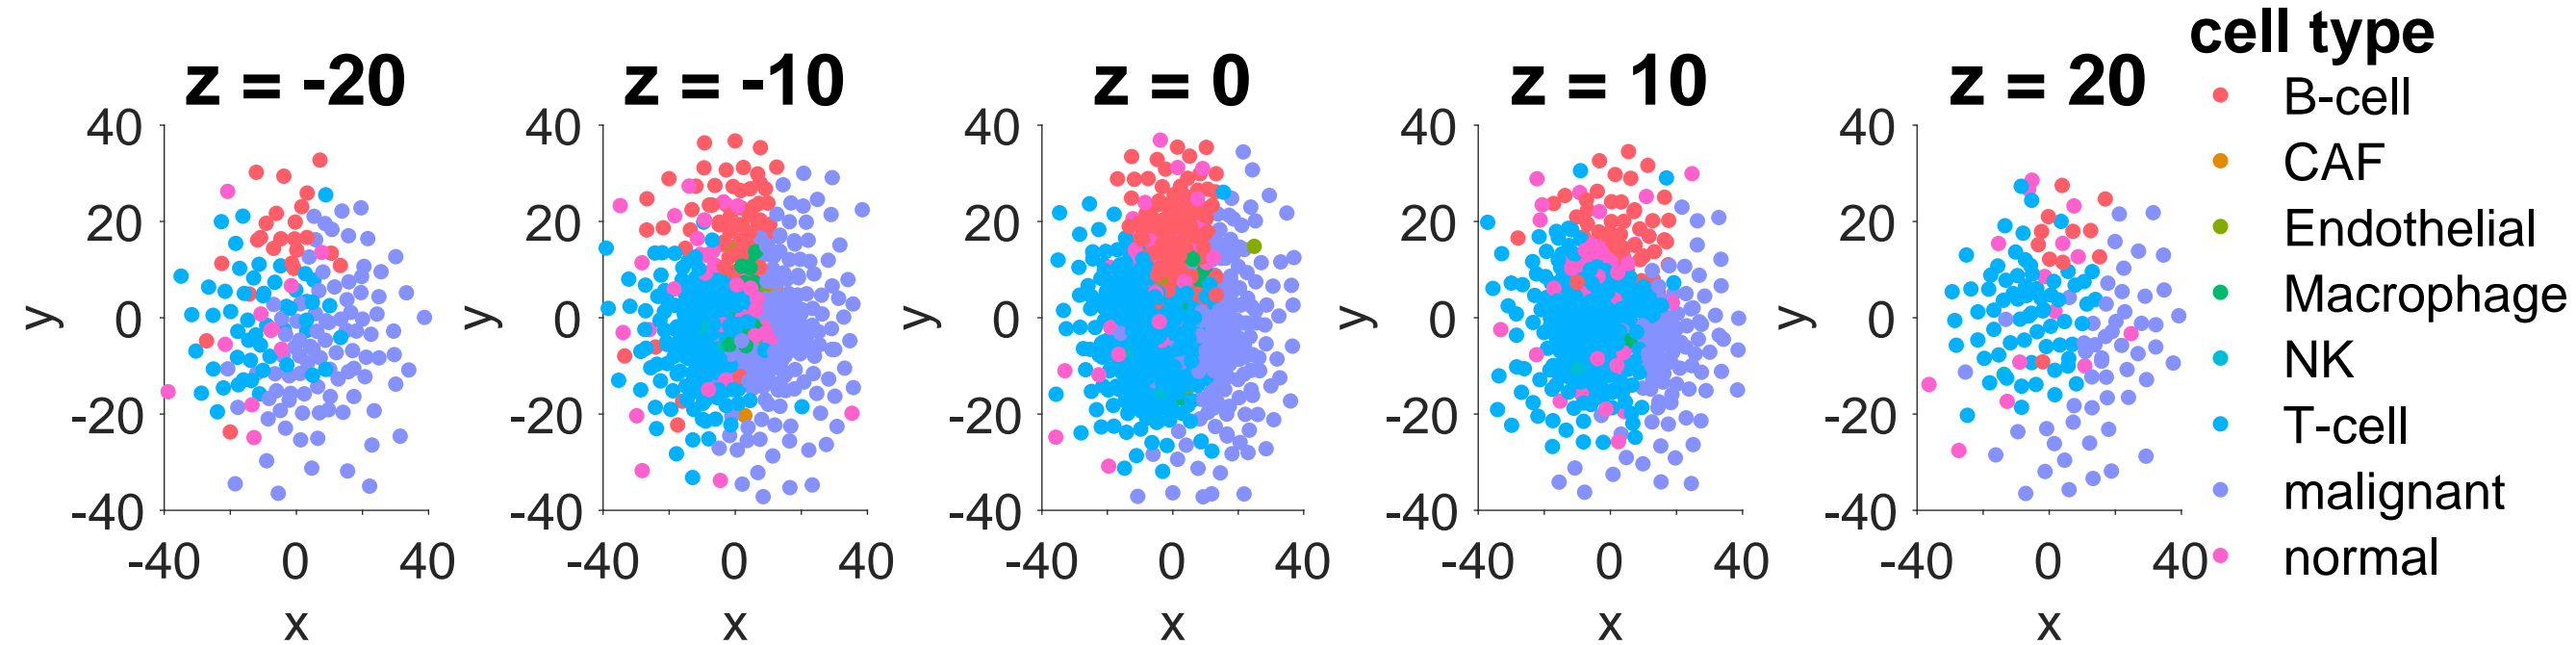 z = -20
40
20
0
-20
-40
y
-40 0 40
x
z = -10
40
20
0
-20
-40
y
-40 0 40
x
z = 0
40
20
0
-20
-40
y
-40 0 40
x
z = 10
40
20
0
-20
-40
y
-40 0 40
x
z = 20
40
20
0
-20
-40
y
-40 0 40
x
cell type
B-cell
CAF
Endothelial
Macrophage
NK
T-cell
malignant
normal